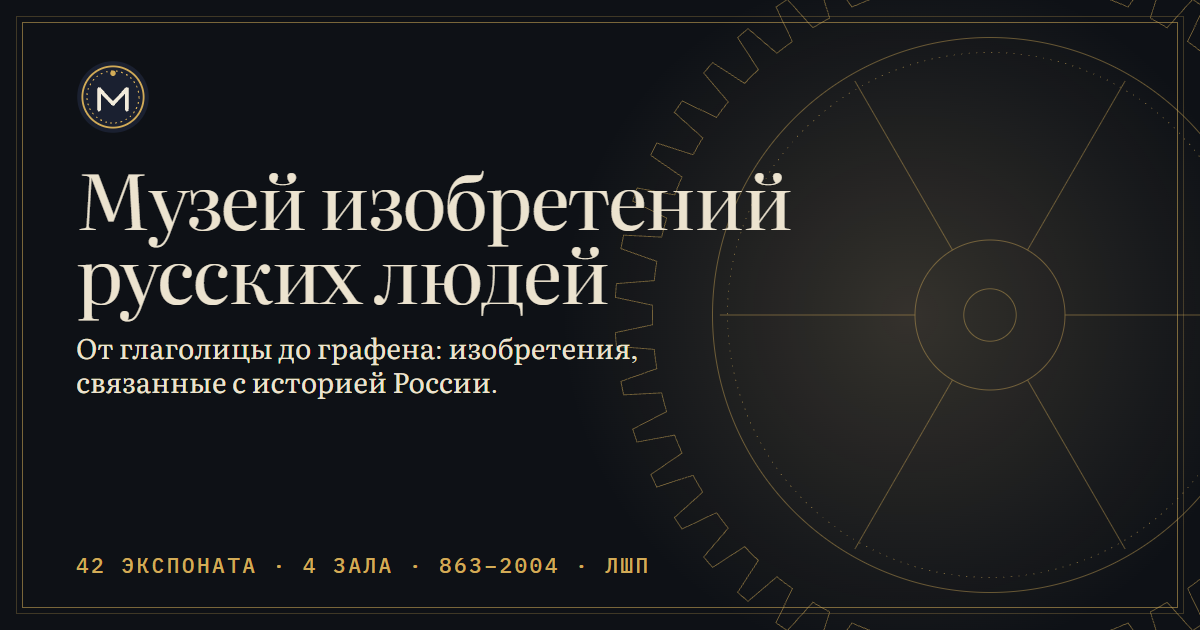 М
Музей изобретений
русских людей
От глаголицы до графена: изобретения,
связанные с историей России.
42 ЭКСПОНАТА · 4 ЗАЛА · 863–2004 · ЛШП